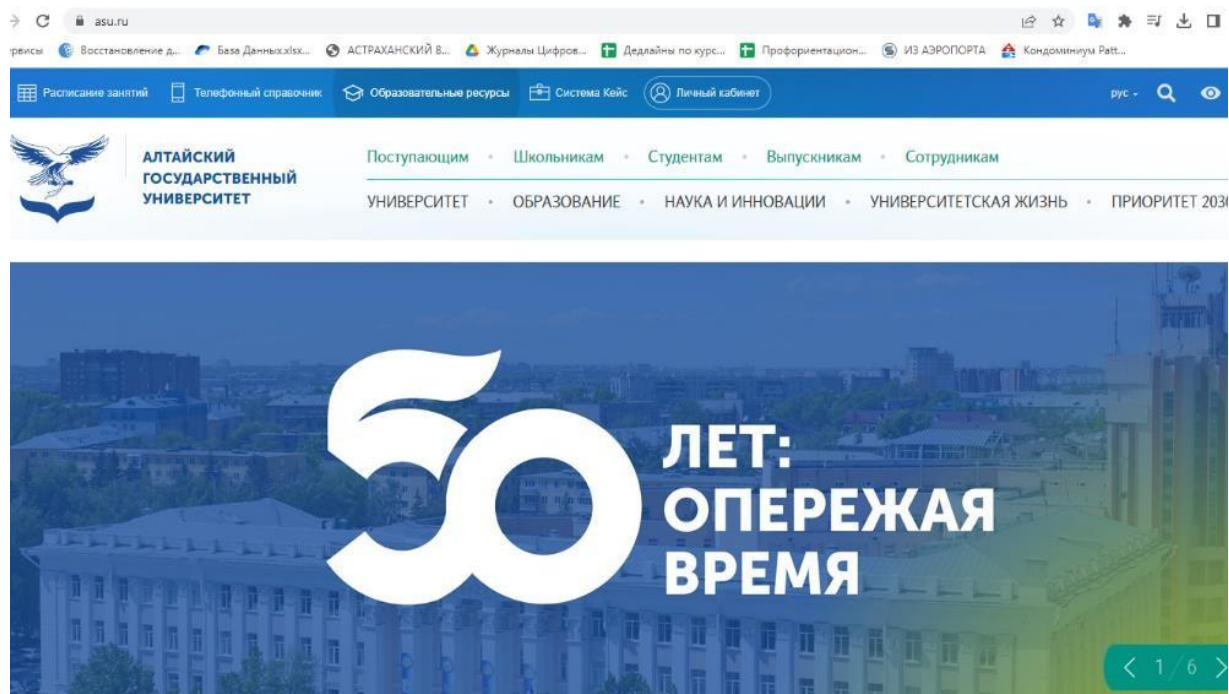 asu.ru
Восстановление д... База Данных.xlsx... АСТРАХАНСКИЙ В... Журналы Цифров... Дедлайны по курс... Профориентацион... ИЗ АЭРОПОРТА Кондоминиум Patt...
Расписание занятий Телефонный справочник Образовательные ресурсы Система Кейс Личный кабинет рус
АЛТАЙСКИЙ
ГОСУДАРСТВЕННЫЙ
УНИВЕРСИТЕТ
Поступающим • Школьникам • Студентам • Выпускникам • Сотрудникам
УНИВЕРСИТЕТ • ОБРАЗОВАНИЕ • НАУКА И ИННОВАЦИИ • УНИВЕРСИТЕТСКАЯ ЖИЗНЬ • ПРИОРИТЕТ 2030
50 ЛЕТ:
ОПЕРЕЖАЯ
ВРЕМЯ
< 1/6 >